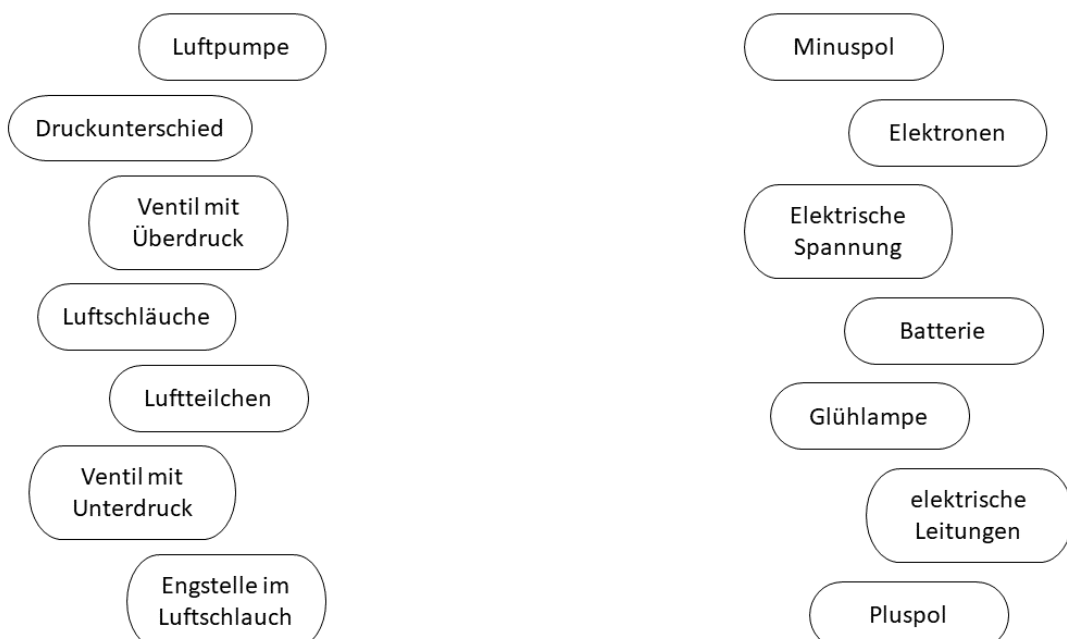 Luftpumpe
Druckunterschied
Ventil mit
Überdruck
Luftschläuche
Luftteilchen
Ventil mit
Unterdruck
Engstelle im
Luftschlauch
Minuspol
Elektronen
Elektrische
Spannung
Batterie
Glühlampe
elektrische
Leitungen
Pluspol